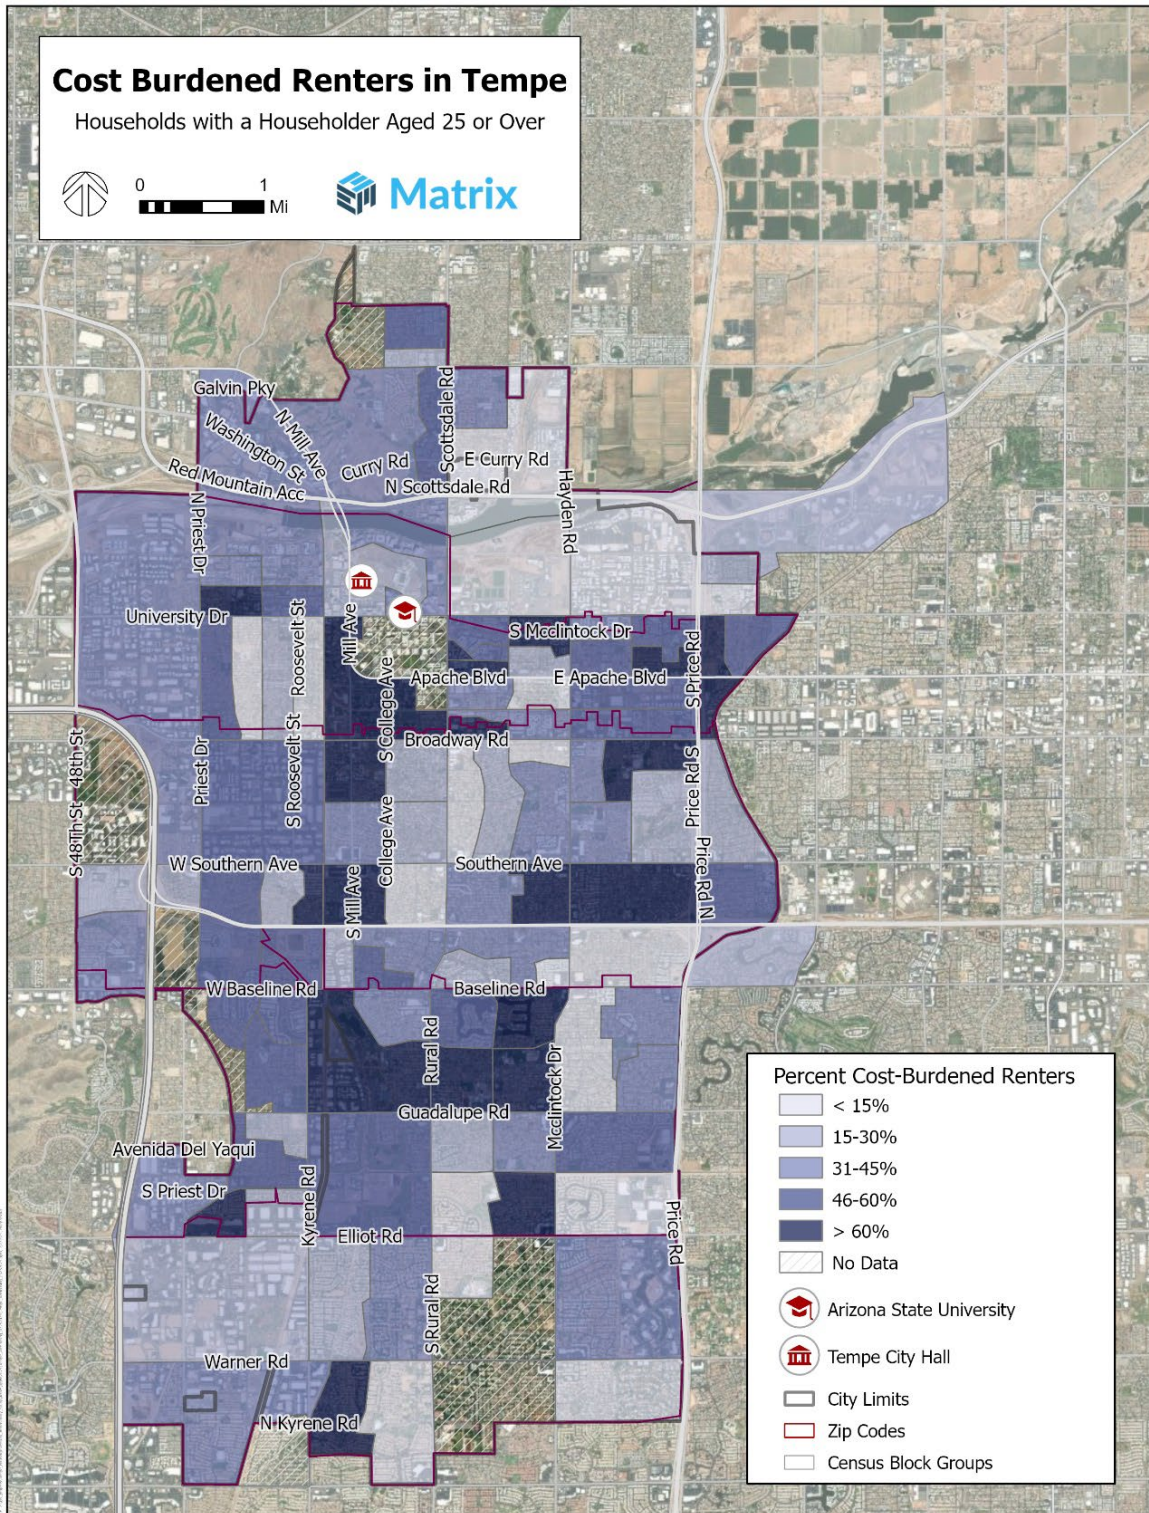 Cost Burdened Renters in Tempe
Households with a Householder Aged 25 or Over
0 1
Mi
Matrix
Galvin Pky
N Mill Ave
Washington St
Scottsdale Rd
Curry Rd
E Curry Rd
Red Mountain Acc
N Scottsdale Rd
Hayden Rd
N Priest Dr
University Dr
Roosevelt St
Mill Ave
S Mcclintock Dr
S Price Rd
S College Ave
Apache Blvd
E Apache Blvd
S 48Th St
48th St
Priest Dr
S Roosevelt St
Broadway Rd
Price Rd S
W Southern Ave
College Ave
Southern Ave
Price Rd N
S Mill Ave
W Baseline Rd
Baseline Rd
Rural Rd
Mcclintock Dr
Guadalupe Rd
Avenida Del Yaqui
S Priest Dr
Kyrene Rd
Elliot Rd
Price Rd
S Rural Rd
Warner Rd
N Kyrene Rd
Percent Cost-Burdened Renters
< 15%
15-30%
31-45%
46-60%
> 60%
No Data
Arizona State University
Tempe City Hall
City Limits
Zip Codes
Census Block Groups